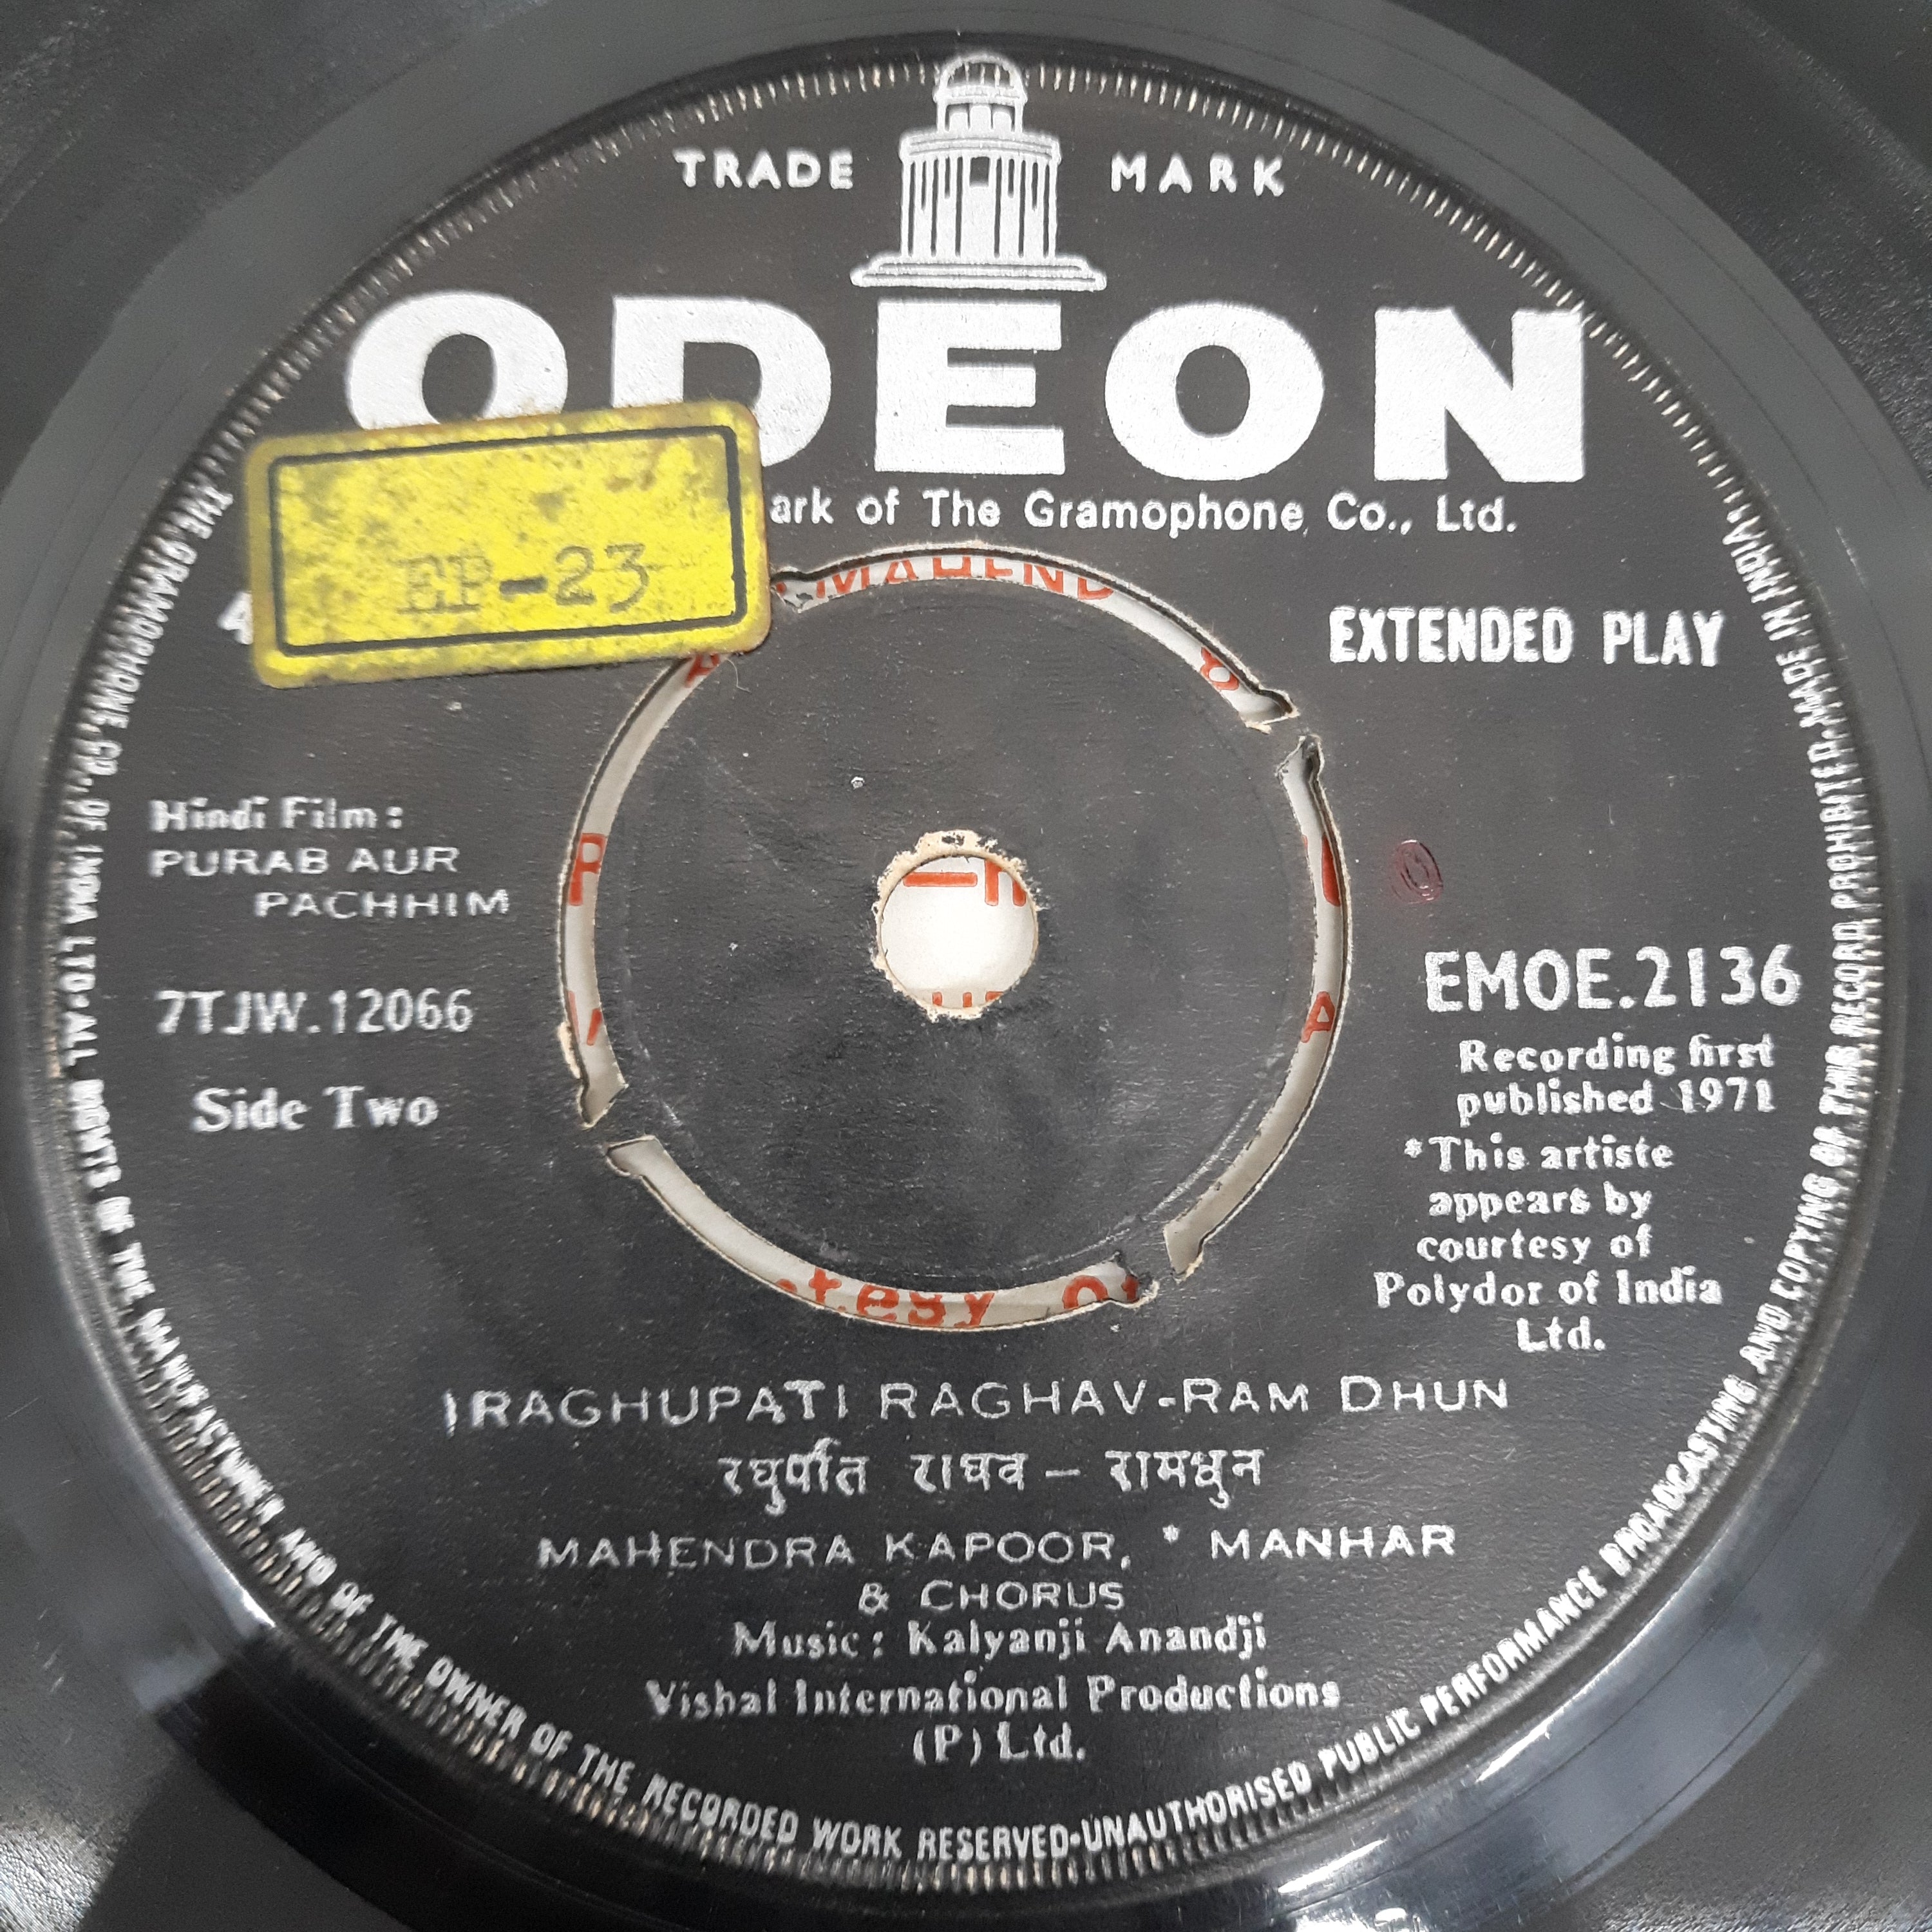 TRADE MARK
ODEON
ark of The Gramophone Co., Ltd.
EP-23
4
EXTENDED PLAY
Hindi Film:
PURAB AUR
PACHHIM
7TJW.12066
Side Two
EMOE.2136
Recording first
published 1971
*This artiste
appears by
courtesy of
Polydor of India
Ltd.
1 RAGHUPATI RAGHAV-RAM DHUN
रघुपति राघव – रामधुन
MAHENDRA KAPOOR, * MANHAR
& CHORUS
Music: Kalyanji Anandji
Vishal International Productions
(P) Ltd.
THE GRAMOPHONE CO. OF INDIA LTD•ALL RIGHTS OF THE MANUFACTURER AND OF THE OWNER OF THE RECORDED WORK RESERVED•UNAUTHORISED PUBLIC PERFORMANCE BROADCASTING AND COPYING OF THIS RECORD PROHIBITED. MADE IN INDIA